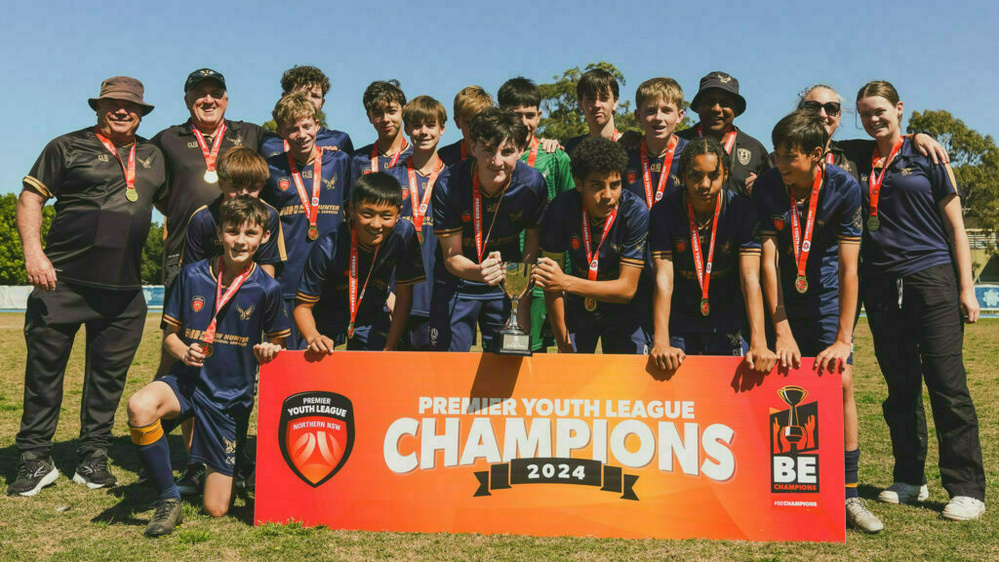 PREMIER
YOUTH LEAGUE
NORTHERN NSW
PREMIER YOUTH LEAGUE
CHAMPIONS
2024
BE
CHAMPIONS
#BECHAMPIONS